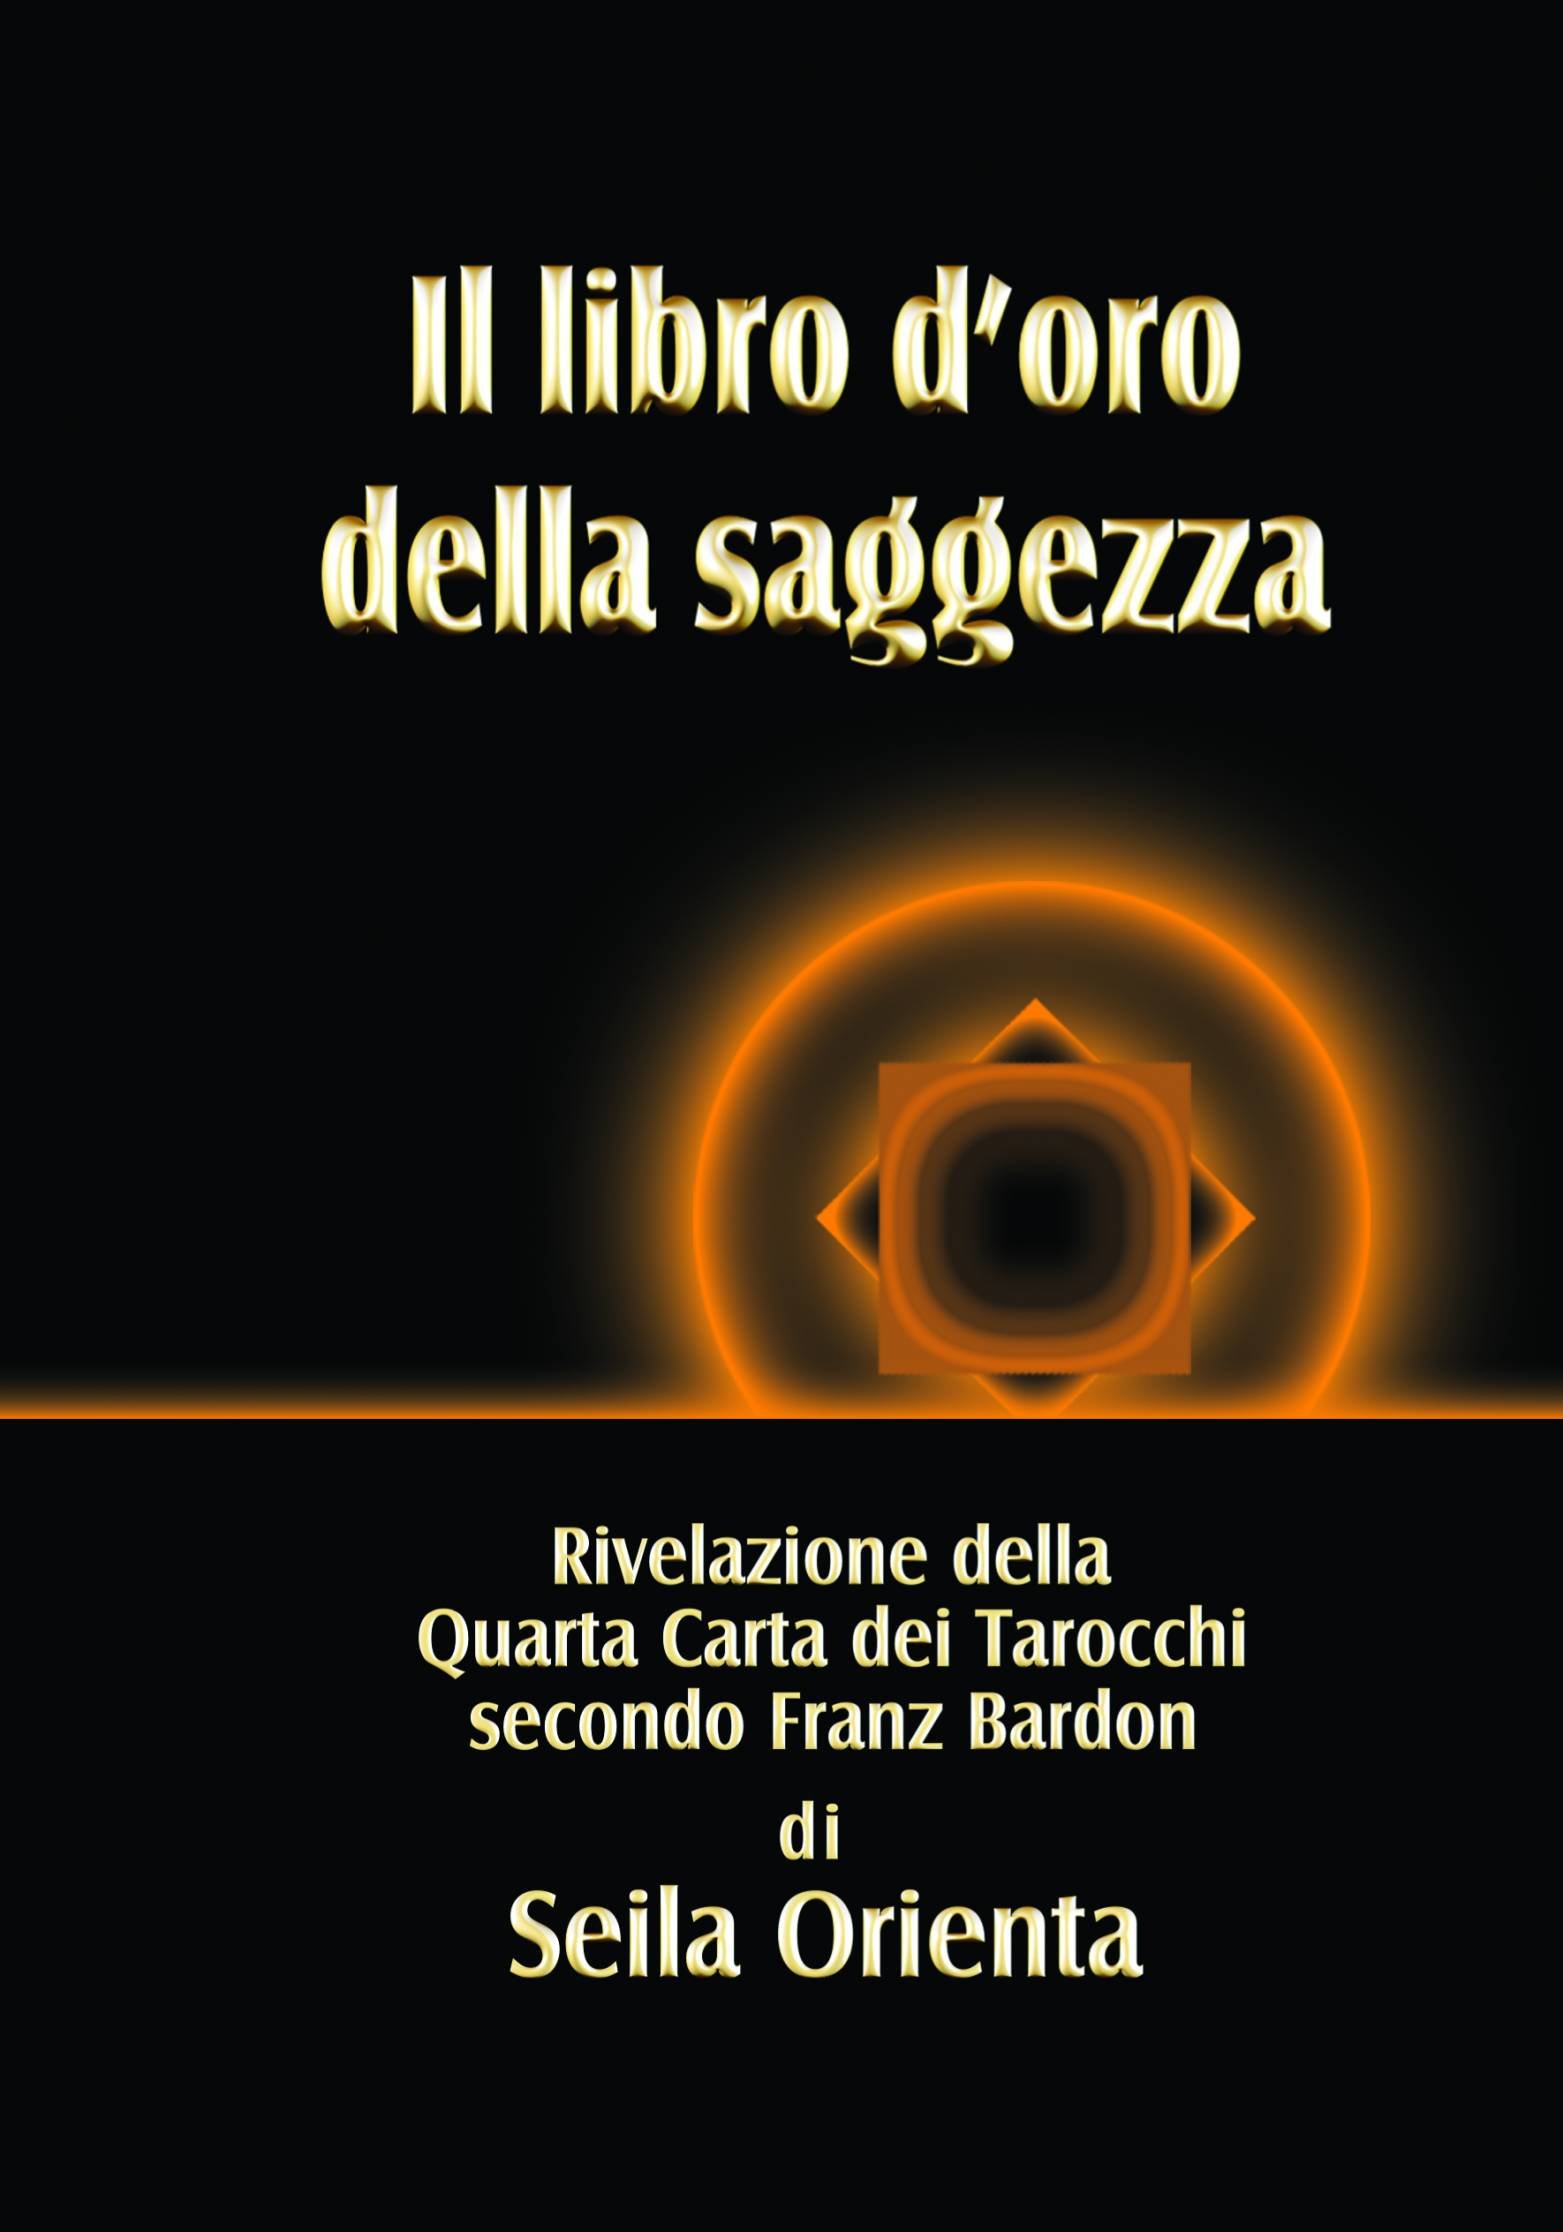 Il libro d'oro
della saggezza
Rivelazione della
Quarta Carta dei Tarocchi
secondo Franz Bardon
di
Seila Orienta